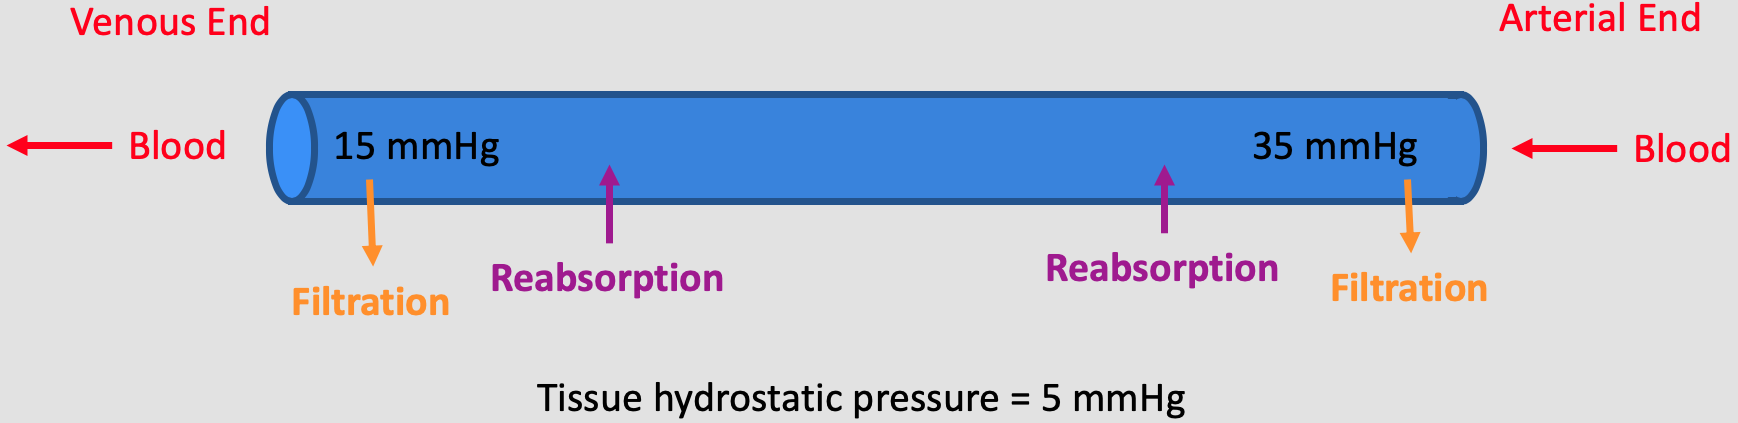 Venous End
Arterial End
Blood
15 mmHg
35 mmHg
Blood
Filtration
Reabsorption
Reabsorption
Filtration
Tissue hydrostatic pressure = 5 mmHg